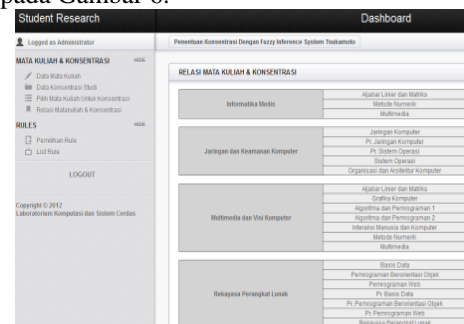 pada Gambar 6.
Student Research
Dashboard
Logged as Administrator
Penentuan Konsentrasi Dengan Fuzzy Inference System Tsukamoto
MATA KULIAH & KONSENTRASI
HIDE
Data Mata Kuliah
Data Konsentrasi Studi
Pilih Mata Kuliah Untuk Konsentrasi
Relasi Matakuliah & Konsentrasi
RULES
HIDE
Pemilihan Rule
List Rule
LOGOUT
Copyright © 2012
Laboratorium Komputasi dan Sistem Cerdas
RELASI MATA KULIAH & KONSENTRASI
Informatika Medis
Aljabar Linier dan Matriks
Metode Numerik
Multimedia
Jaringan dan Keamanan Komputer
Jaringan Komputer
Pr. Jaringan Komputer
Pr. Sistem Operasi
Sistem Operasi
Organisasi dan Arsitektur Komputer
Multimedia dan Visi Komputer
Aljabar Linier dan Matriks
Grafika Komputer
Algoritma dan Pemrograman 1
Algoritma dan Pemrograman 2
Interaksi Manusia dan Komputer
Metode Numerik
Multimedia
Rekayasa Perangkat Lunak
Basis Data
Pemrograman Berorientasi Objek
Pemrograman Web
Pr. Basis Data
Pr. Pemrograman Berorientasi Objek
Pr. Pemrograman Web
Rekayasa Perangkat Lunak